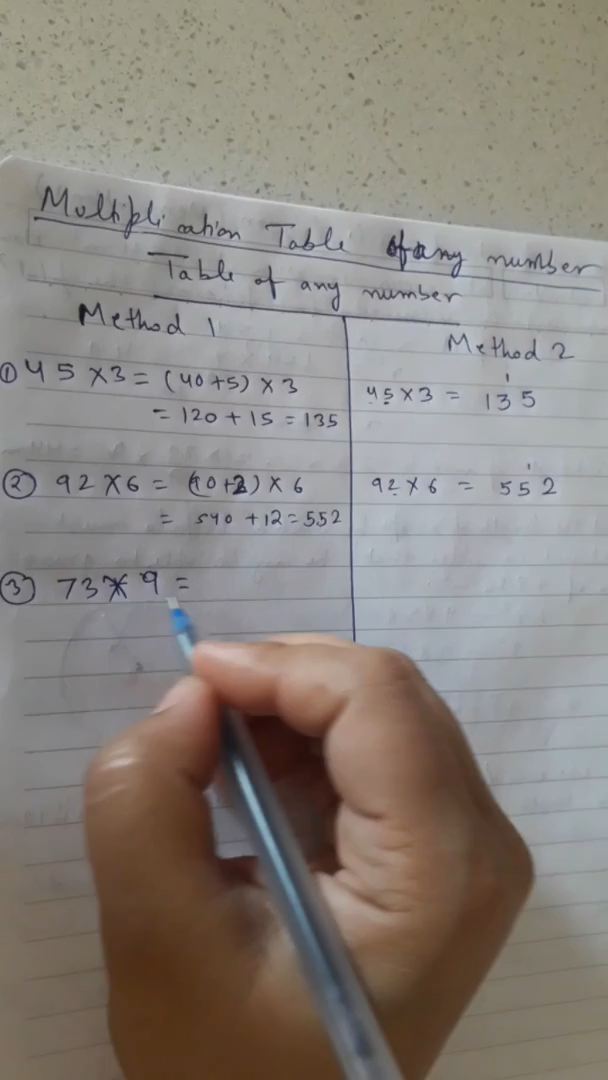 Multiplication Table of any number
Table of any number
Method 1
① 45 × 3 = (40+5) × 3
= 120 + 15 = 135
② 92 × 6 = (90+2) × 6
= 540 + 12 = 552
③ 73 × 9 =
Method 2
1
45 × 3 = 135
1
92 × 6 = 552